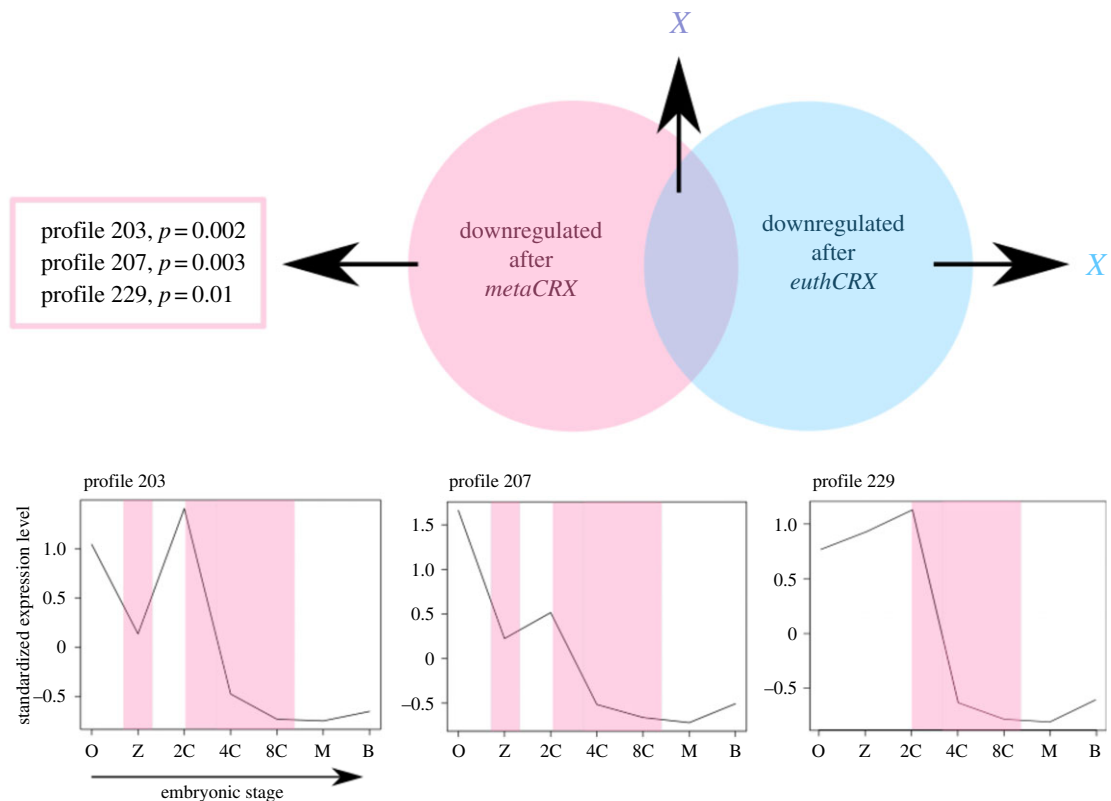 X
downregulated
after
metaCRX
downregulated
after
euthCRX
X
profile 203, p = 0.002
profile 207, p = 0.003
profile 229, p = 0.01
profile 203
standardized expression level
1.0
0
−0.5
O Z 2C 4C 8C M B
embryonic stage
profile 207
1.5
1.0
0.5
0
−0.5
O Z 2C 4C 8C M B
profile 229
1.0
0.5
0
−0.5
O Z 2C 4C 8C M B